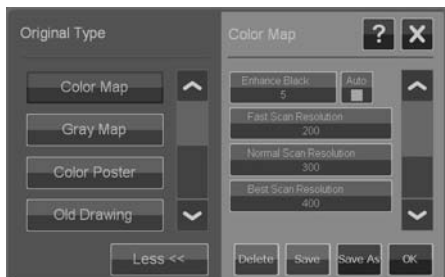 Original Type
Color Map
Gray Map
Color Poster
Old Drawing
Less <<
Color Map
?
X
Enhance Black
5
Auto
Fast Scan Resolution
200
Normal Scan Resolution
300
Best Scan Resolution
400
Delete
Save
Save As
OK